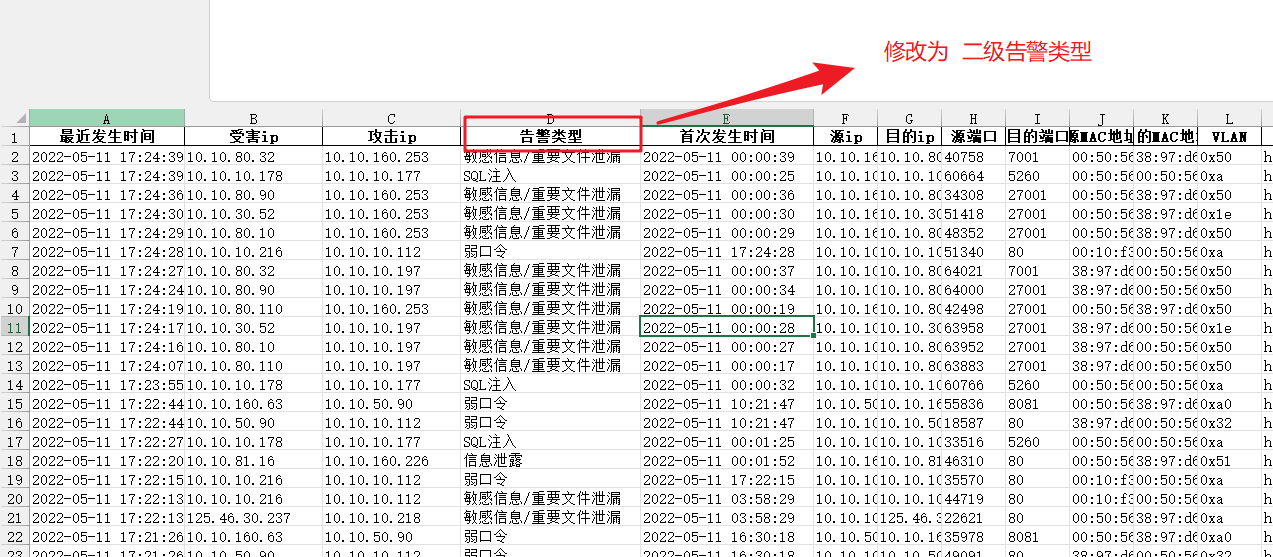 修改为 二级告警类型
A B C D E F G H I J K L
1 最近发生时间 受害ip 攻击ip 告警类型 首次发生时间 源ip 目的ip 源端口 目的端口 源MAC地址 的MAC地址 VLAN
2 2022-05-11 17:24:39 10.10.80.32 10.10.160.253 敏感信息/重要文件泄漏 2022-05-11 00:00:39 10.10.16 10.10.80 40758 7001 00:50:56 38:97:d6 0x50 h
3 2022-05-11 17:24:39 10.10.10.178 10.10.10.177 SQL注入 2022-05-11 00:00:25 10.10.10 10.10.10 60664 5260 00:50:56 00:50:56 0xa h
4 2022-05-11 17:24:36 10.10.80.90 10.10.160.253 敏感信息/重要文件泄漏 2022-05-11 00:00:36 10.10.16 10.10.80 34308 27001 00:50:56 38:97:d6 0x50 h
5 2022-05-11 17:24:30 10.10.30.52 10.10.160.253 敏感信息/重要文件泄漏 2022-05-11 00:00:30 10.10.16 10.10.30 51418 27001 00:50:56 38:97:d6 0x1e h
6 2022-05-11 17:24:29 10.10.80.10 10.10.160.253 敏感信息/重要文件泄漏 2022-05-11 00:00:29 10.10.16 10.10.80 48352 27001 00:50:56 38:97:d6 0x50 h
7 2022-05-11 17:24:28 10.10.10.216 10.10.10.112 弱口令 2022-05-11 17:24:28 10.10.10 10.10.10 51340 80 00:10:f3 00:50:56 0xa h
8 2022-05-11 17:24:27 10.10.80.32 10.10.10.197 敏感信息/重要文件泄漏 2022-05-11 00:00:37 10.10.10 10.10.80 64021 7001 38:97:d6 00:50:56 0x50 h
9 2022-05-11 17:24:24 10.10.80.90 10.10.10.197 敏感信息/重要文件泄漏 2022-05-11 00:00:34 10.10.10 10.10.80 64000 27001 38:97:d6 00:50:56 0x50 h
10 2022-05-11 17:24:19 10.10.80.110 10.10.160.253 敏感信息/重要文件泄漏 2022-05-11 00:00:19 10.10.16 10.10.80 42498 27001 00:50:56 38:97:d6 0x50 h
11 2022-05-11 17:24:17 10.10.30.52 10.10.10.197 敏感信息/重要文件泄漏 2022-05-11 00:00:28 10.10.10 10.10.30 63958 27001 38:97:d6 00:50:56 0x1e h
12 2022-05-11 17:24:16 10.10.80.10 10.10.10.197 敏感信息/重要文件泄漏 2022-05-11 00:00:27 10.10.10 10.10.80 63952 27001 38:97:d6 00:50:56 0x50 h
13 2022-05-11 17:24:07 10.10.80.110 10.10.10.197 敏感信息/重要文件泄漏 2022-05-11 00:00:17 10.10.10 10.10.80 63883 27001 38:97:d6 00:50:56 0x50 h
14 2022-05-11 17:23:55 10.10.10.178 10.10.10.177 SQL注入 2022-05-11 00:00:32 10.10.10 10.10.10 60766 5260 00:50:56 00:50:56 0xa h
15 2022-05-11 17:22:44 10.10.160.63 10.10.50.90 弱口令 2022-05-11 10:21:47 10.10.50 10.10.16 55836 8081 00:50:56 38:97:d6 0xa0 h
16 2022-05-11 17:22:44 10.10.50.90 10.10.10.112 弱口令 2022-05-11 10:21:47 10.10.10 10.10.50 18587 80 38:97:d6 00:50:56 0x32 h
17 2022-05-11 17:22:27 10.10.10.178 10.10.10.177 SQL注入 2022-05-11 00:01:25 10.10.10 10.10.10 33516 5260 00:50:56 00:50:56 0xa h
18 2022-05-11 17:22:20 10.10.81.16 10.10.160.226 信息泄露 2022-05-11 00:01:52 10.10.16 10.10.81 46310 80 00:50:56 38:97:d6 0x51 h
19 2022-05-11 17:22:15 10.10.10.216 10.10.10.112 弱口令 2022-05-11 17:22:15 10.10.10 10.10.10 35570 80 00:10:f3 00:50:56 0xa h
20 2022-05-11 17:22:13 10.10.10.216 10.10.10.112 敏感信息/重要文件泄漏 2022-05-11 03:58:29 10.10.10 10.10.10 44719 80 00:10:f3 00:50:56 0xa h
21 2022-05-11 17:22:13 125.46.30.237 10.10.10.218 敏感信息/重要文件泄漏 2022-05-11 03:58:29 10.10.10 125.46.3 22621 80 00:50:56 38:97:d6 0xa h
22 2022-05-11 17:21:26 10.10.160.63 10.10.50.90 弱口令 2022-05-11 16:30:18 10.10.50 10.10.16 35978 8081 00:50:56 38:97:d6 0xa0 h
23 2022-05-11 17:21:26 10.10.50.90 10.10.10.112 弱口令 2022-05-11 16:30:18 10.10.10 10.10.50 49091 80 38:97:d6 00:50:56 0x32 h